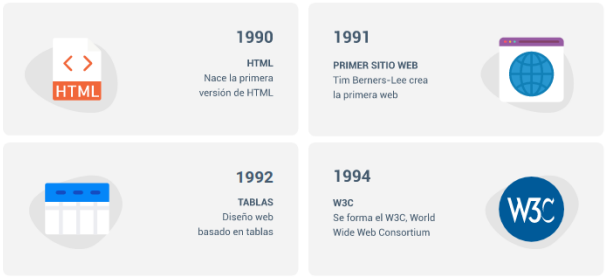 HTML
1990
HTML
Nace la primera
versión de HTML
1991
PRIMER SITIO WEB
Tim Berners-Lee crea
la primera web
1992
TABLAS
Diseño web
basado en tablas
1994
W3C
Se forma el W3C, World
Wide Web Consortium
W3C